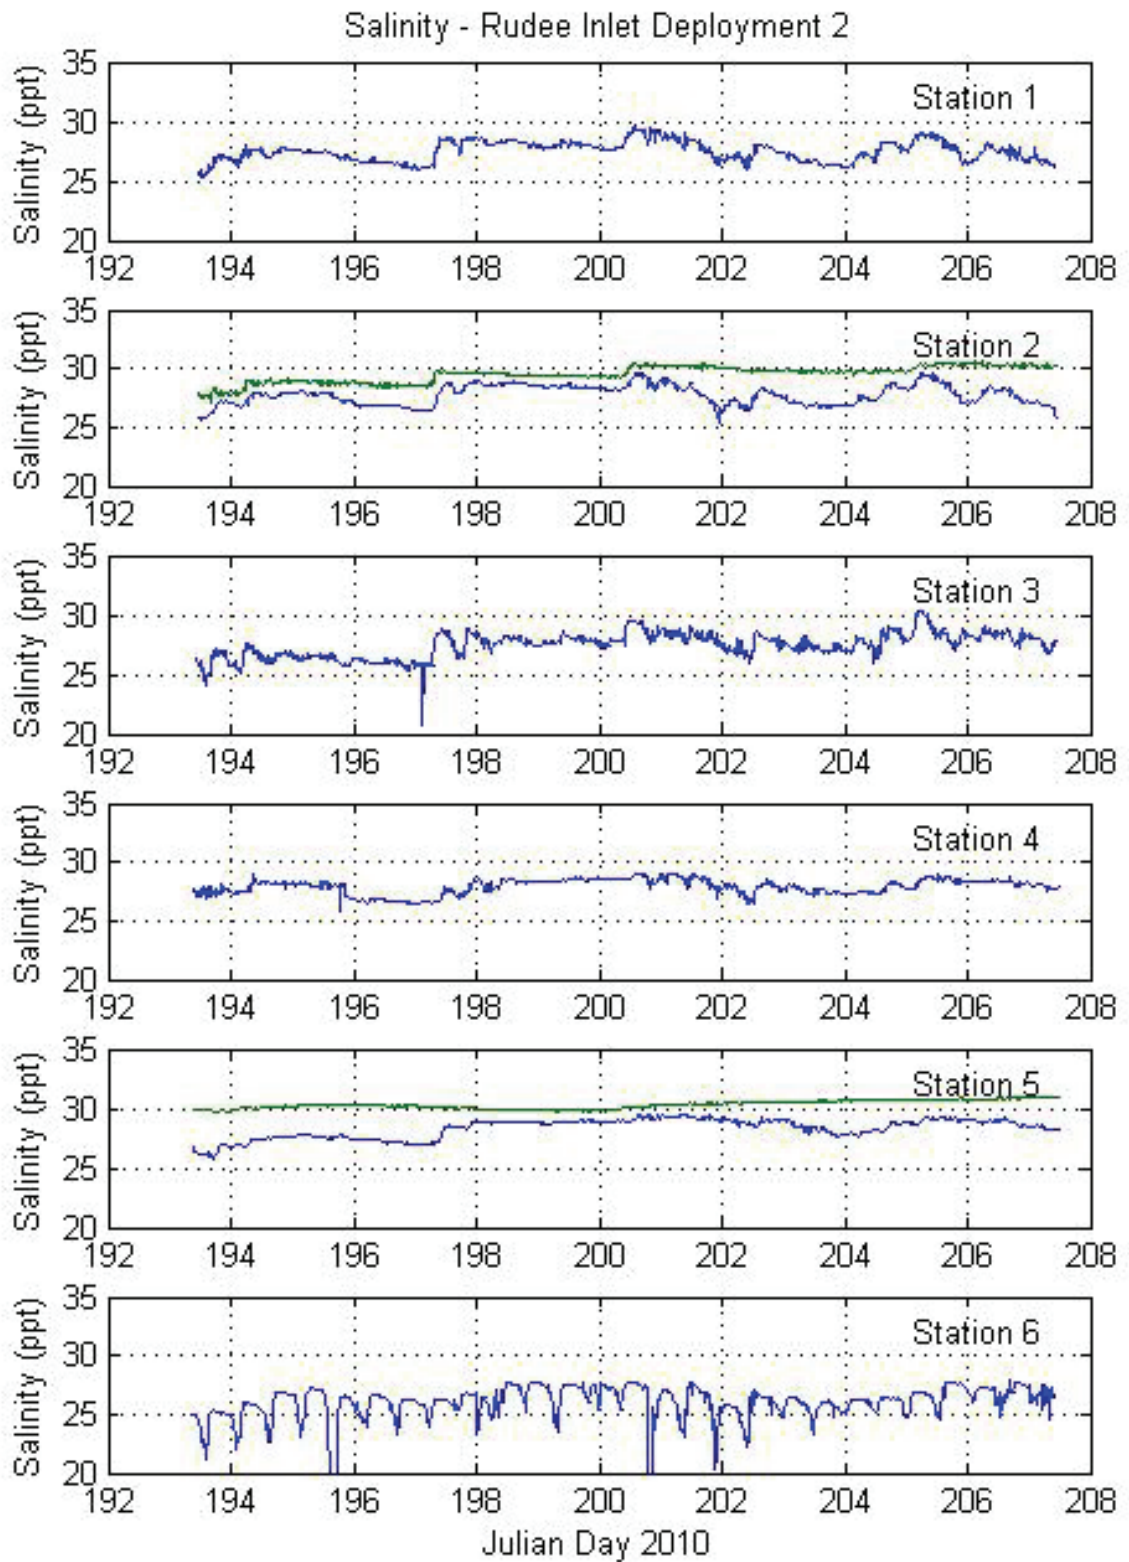 Salinity - Rudee Inlet Deployment 2
Salinity (ppt)
35
30
25
20
Station 1
192 194 196 198 200 202 204 206 208
Salinity (ppt)
35
30
25
20
Station 2
192 194 196 198 200 202 204 206 208
Salinity (ppt)
35
30
25
20
Station 3
192 194 196 198 200 202 204 206 208
Salinity (ppt)
35
30
25
20
Station 4
192 194 196 198 200 202 204 206 208
Salinity (ppt)
35
30
25
20
Station 5
192 194 196 198 200 202 204 206 208
Salinity (ppt)
35
30
25
20
Station 6
192 194 196 198 200 202 204 206 208
Julian Day 2010